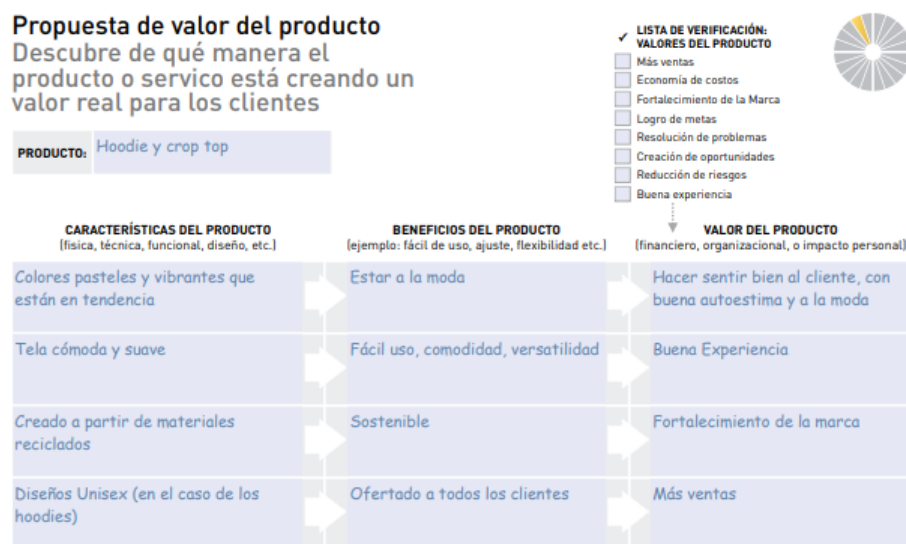 Propuesta de valor del producto
Descubre de qué manera el
producto o servico está creando un
valor real para los clientes
PRODUCTO: Hoodie y crop top
✓ LISTA DE VERIFICACIÓN:
VALORES DEL PRODUCTO
Más ventas
Economía de costos
Fortalecimiento de la Marca
Logro de metas
Resolución de problemas
Creación de oportunidades
Reducción de riesgos
Buena experiencia
CARACTERÍSTICAS DEL PRODUCTO
(física, técnica, funcional, diseño, etc.)
BENEFICIOS DEL PRODUCTO
(ejemplo: fácil de uso, ajuste, flexibilidad etc.)
VALOR DEL PRODUCTO
(financiero, organizacional, o impacto personal)
Colores pasteles y vibrantes que
están en tendencia
Estar a la moda
Hacer sentir bien al cliente, con
buena autoestima y a la moda
Tela cómoda y suave
Fácil uso, comodidad, versatilidad
Buena Experiencia
Creado a partir de materiales
reciclados
Sostenible
Fortalecimiento de la marca
Diseños Unisex (en el caso de los
hoodies)
Ofertado a todos los clientes
Más ventas